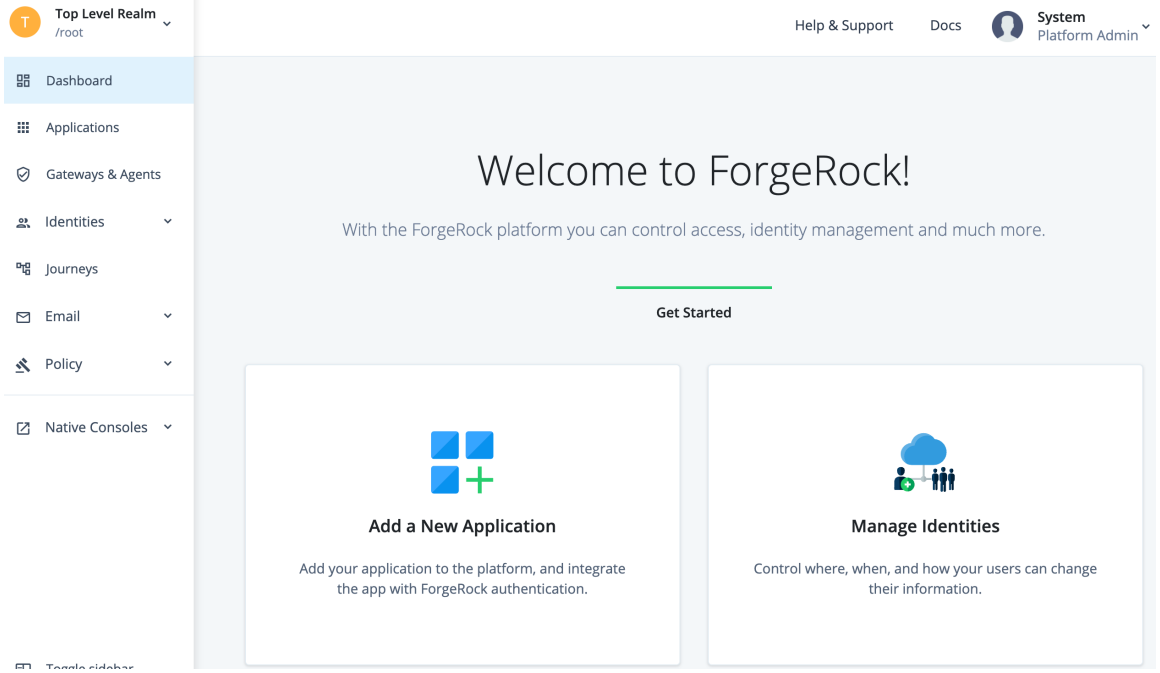 T
Top Level Realm
/root
Help & Support
Docs
System
Platform Admin
Dashboard
Applications
Gateways & Agents
Identities
Journeys
Email
Policy
Native Consoles
Toggle sidebar
Welcome to ForgeRock!
With the ForgeRock platform you can control access, identity management and much more.
Get Started
Add a New Application
Add your application to the platform, and integrate
the app with ForgeRock authentication.
Manage Identities
Control where, when, and how your users can change
their information.